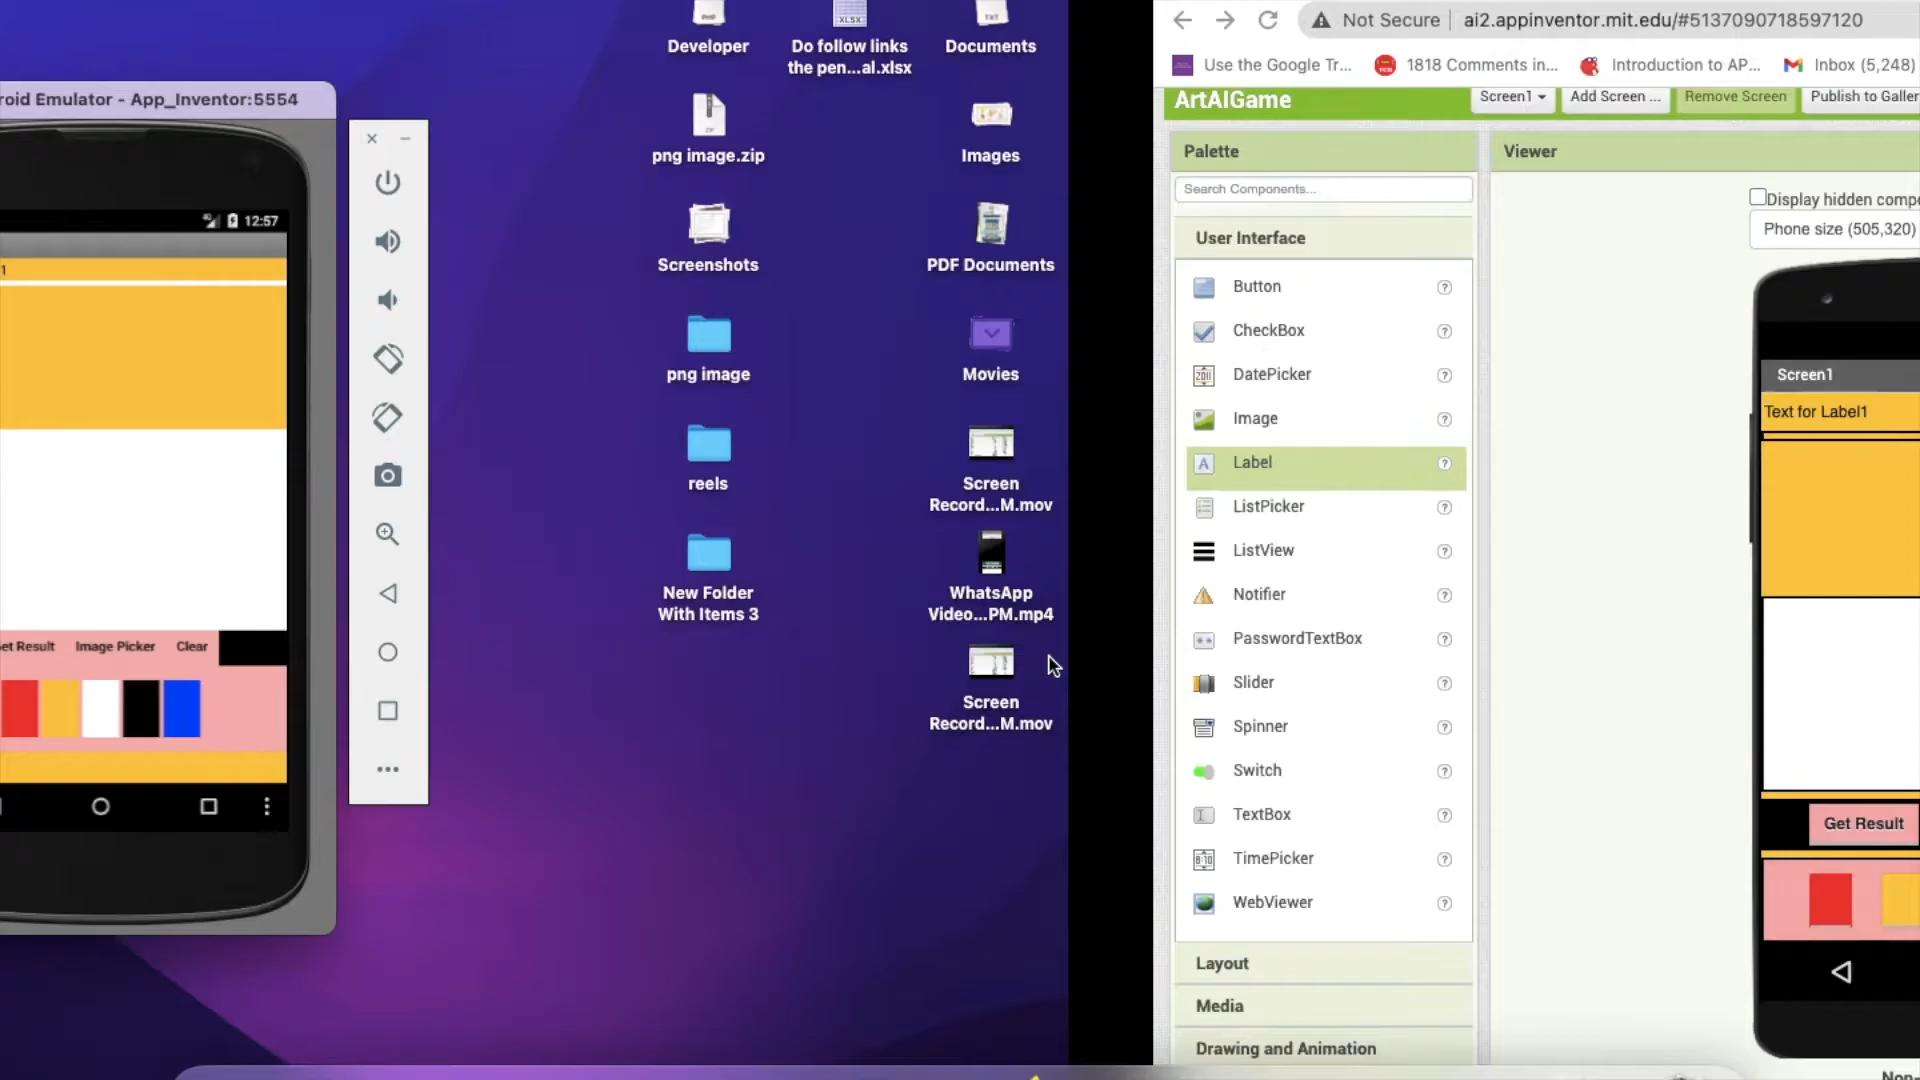 roid Emulator - App_Inventor:5554
12:57
1
et Result
Image Picker
Clear
PHP
Developer
XLSX
Do follow links
the pen...al.xlsx
TXT
Documents
ZIP
png image.zip
Images
Screenshots
PDF Documents
png image
Movies
reels
Screen
Record...M.mov
New Folder
With Items 3
WhatsApp
Video...PM.mp4
Screen
Record...M.mov
Not Secure
ai2.appinventor.mit.edu/#5137090718597120
Use the Google Tr...
1818 Comments in...
Introduction to AP...
Inbox (5,248)
ArtAIGame
Screen1
Add Screen ...
Remove Screen
Publish to Galler
Palette
Search Components...
User Interface
Button
CheckBox
DatePicker
Image
Label
ListPicker
ListView
Notifier
PasswordTextBox
Slider
Spinner
Switch
TextBox
TimePicker
WebViewer
Layout
Media
Drawing and Animation
Viewer
Display hidden compo
Phone size (505,320)
Screen1
Text for Label1
Get Result
Non-